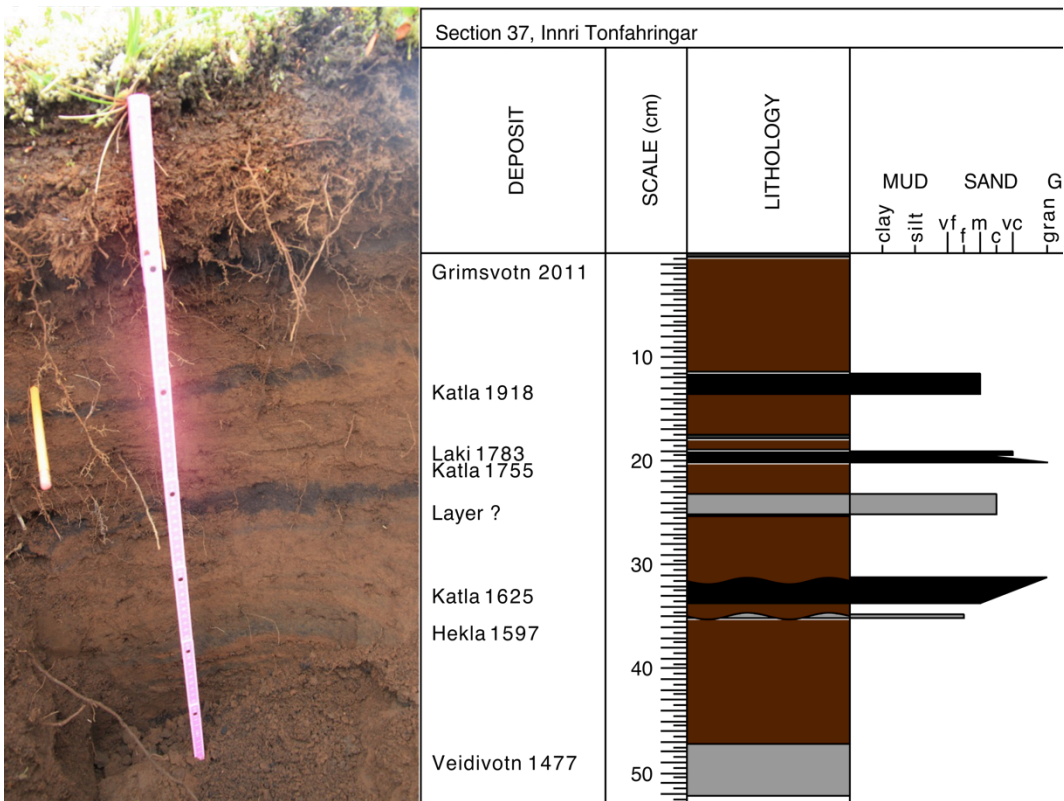 Section 37, Innri Tonfahringar
DEPOSIT
SCALE (cm)
LITHOLOGY
MUD SAND G
clay silt vf f m c vc gran
Grimsvotn 2011
10
Katla 1918
Laki 1783
20
Katla 1755
Layer ?
30
Katla 1625
Hekla 1597
40
Veidivotn 1477
50